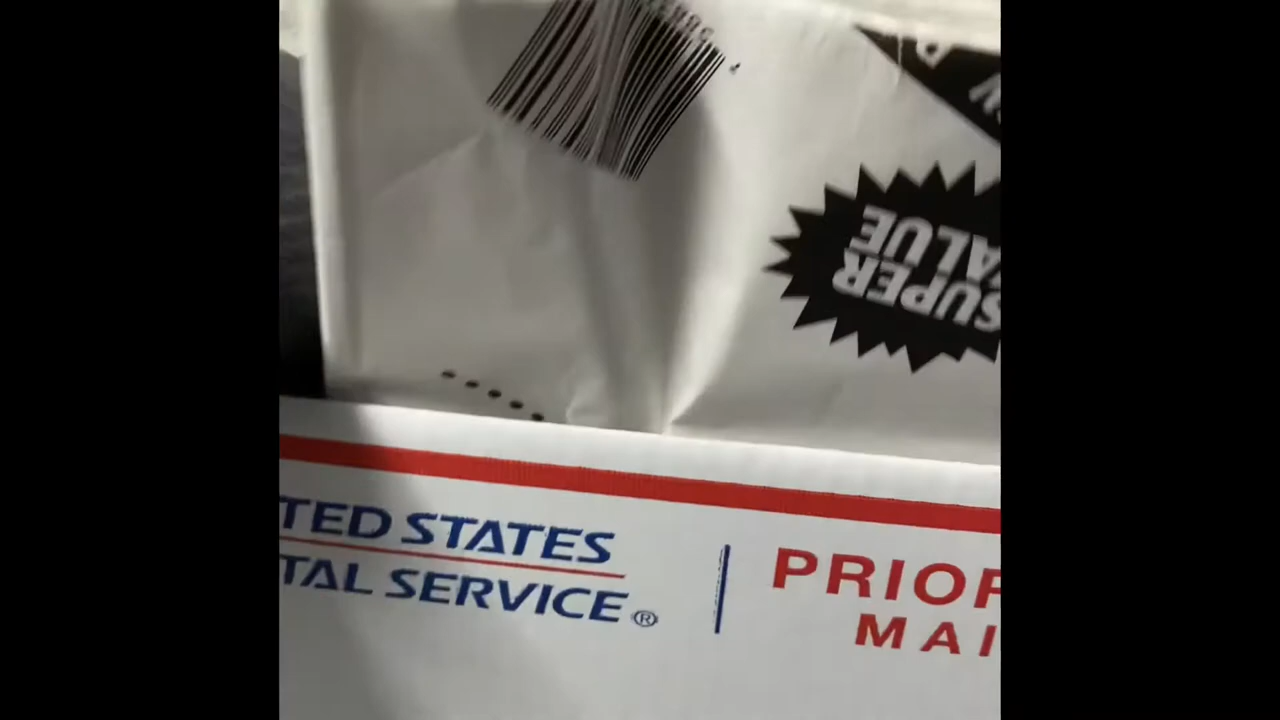 SUPER
VALUE
TED STATES
TAL SERVICE®
PRIOR
MAI